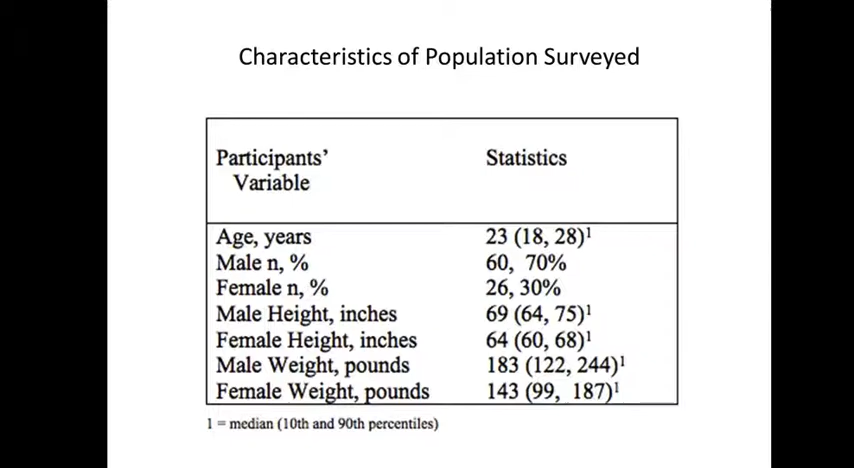 Characteristics of Population Surveyed
Participants’ Variable Statistics
Age, years 23 (18, 28)¹
Male n, % 60, 70%
Female n, % 26, 30%
Male Height, inches 69 (64, 75)¹
Female Height, inches 64 (60, 68)¹
Male Weight, pounds 183 (122, 244)¹
Female Weight, pounds 143 (99, 187)¹
1 = median (10th and 90th percentiles)